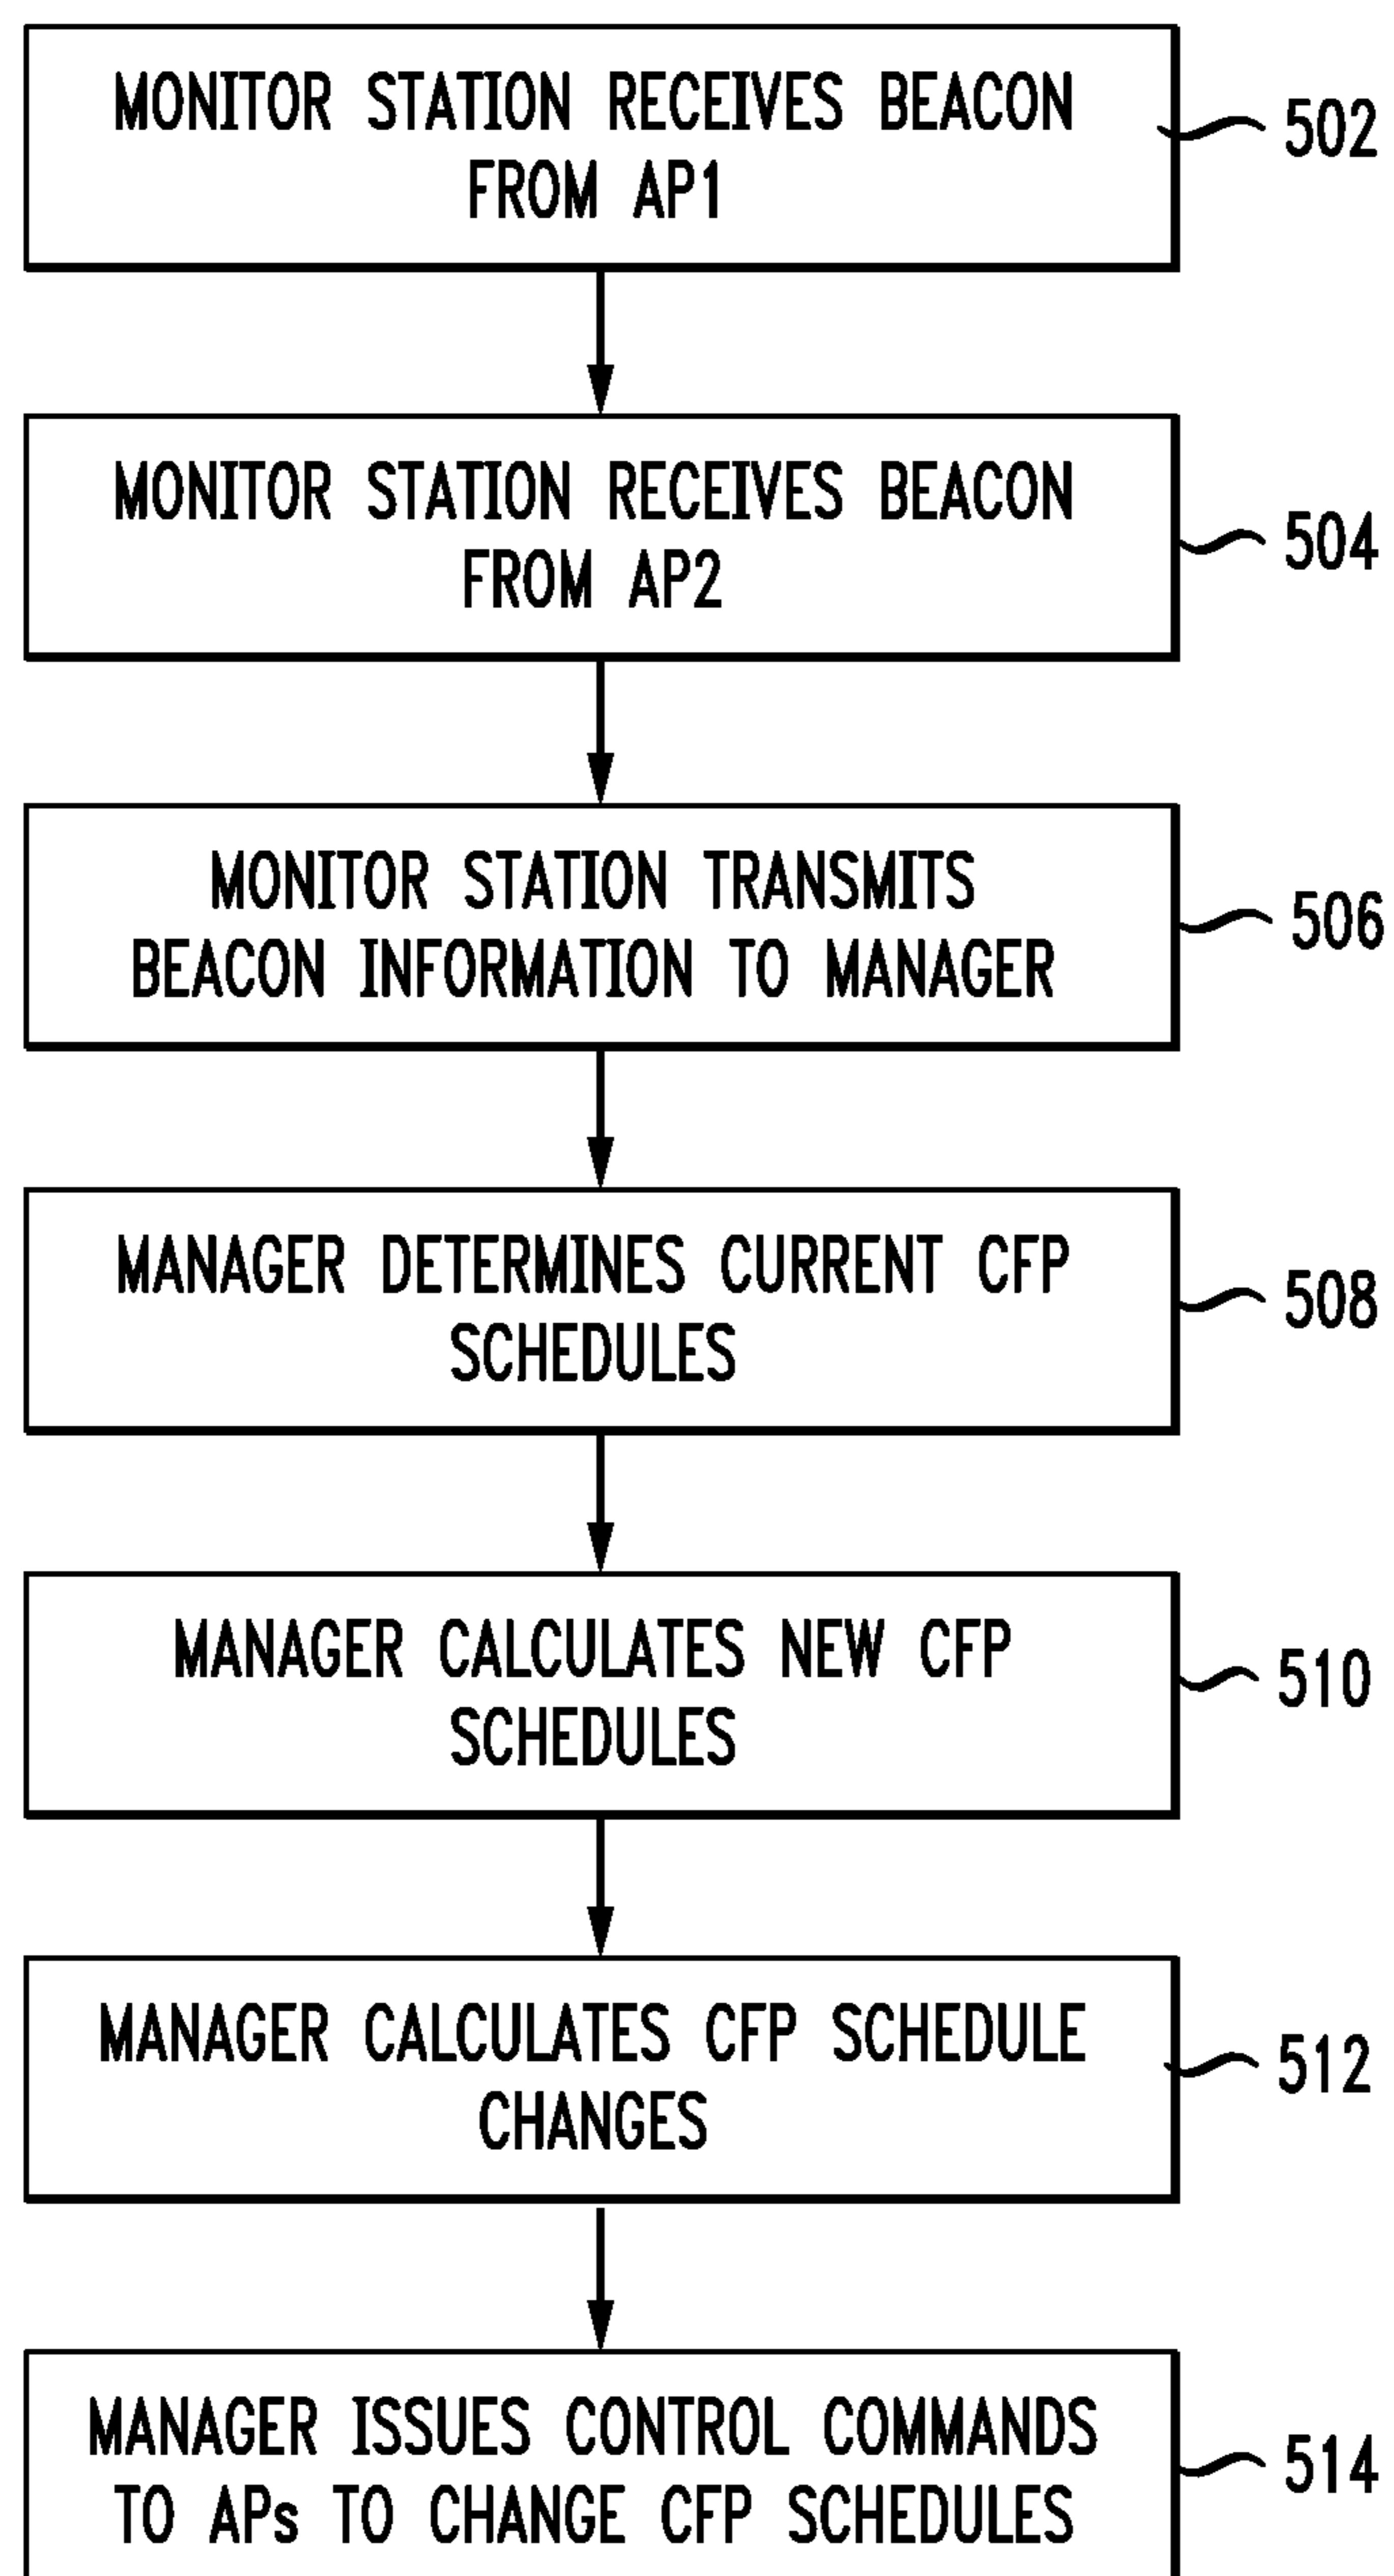 MONITOR STATION RECEIVES BEACON
FROM AP1
502
MONITOR STATION RECEIVES BEACON
FROM AP2
504
MONITOR STATION TRANSMITS
BEACON INFORMATION TO MANAGER
506
MANAGER DETERMINES CURRENT CFP
SCHEDULES
508
MANAGER CALCULATES NEW CFP
SCHEDULES
510
MANAGER CALCULATES CFP SCHEDULE
CHANGES
512
MANAGER ISSUES CONTROL COMMANDS
TO APs TO CHANGE CFP SCHEDULES
514